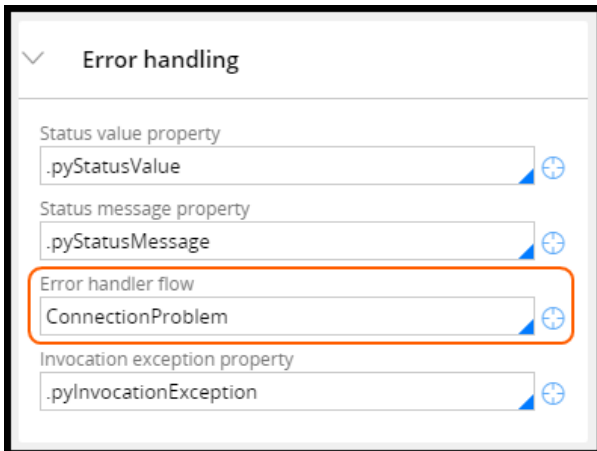 Error handling
Status value property
.pyStatusValue
Status message property
.pyStatusMessage
Error handler flow
ConnectionProblem
Invocation exception property
.pyInvocationException